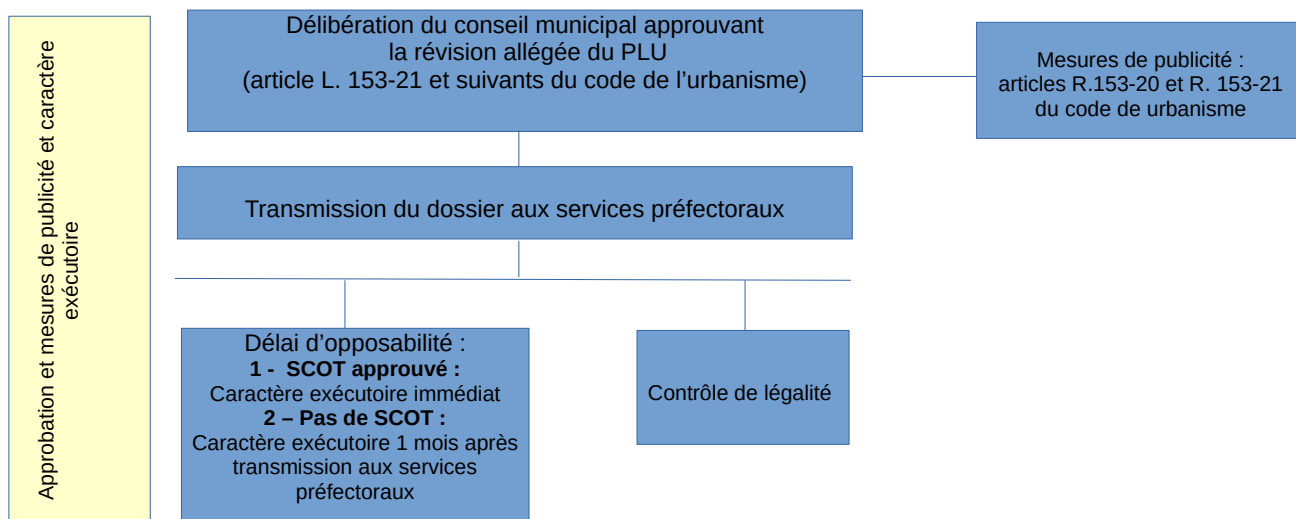 Approbation et mesures de publicité et caractère
exécutoire
Délibération du conseil municipal approuvant
la révision allégée du PLU
(article L. 153-21 et suivants du code de l’urbanisme)
Mesures de publicité :
articles R.153-20 et R. 153-21
du code de urbanisme
Transmission du dossier aux services préfectoraux
Délai d’opposabilité :
1 - SCOT approuvé :
Caractère exécutoire immédiat
2 – Pas de SCOT :
Caractère exécutoire 1 mois après
transmission aux services
préfectoraux
Contrôle de légalité